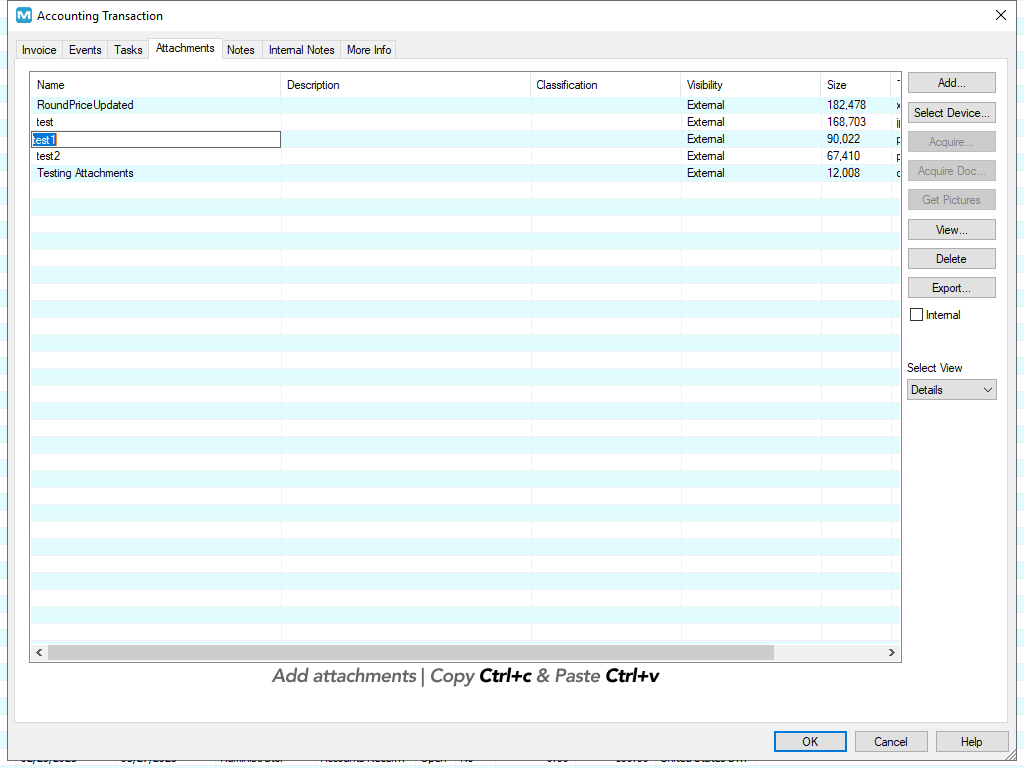 Accounting Transaction
Invoice Events Tasks Attachments Notes Internal Notes More Info
Name Description Classification Visibility Size
Add...
RoundPriceUpdated External 182,478
test External 168,703
Select Device...
test1 External 90,022
Acquire...
test2 External 67,410
Testing Attachments External 12,008
Acquire Doc...
Get Pictures
View...
Delete
Export...
Internal
Select View
Details
Add attachments | Copy Ctrl+c & Paste Ctrl+v
OK Cancel Help